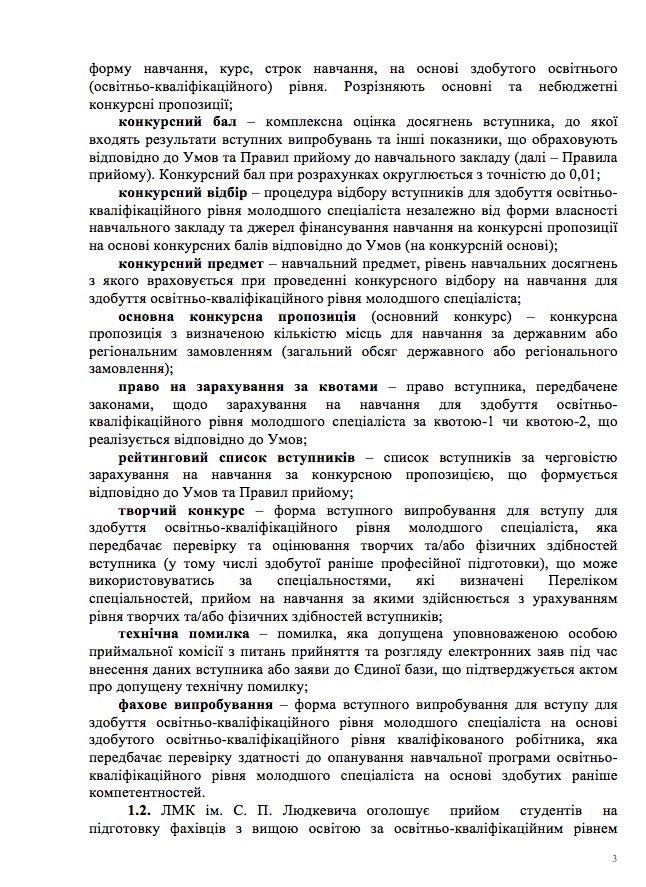 форму навчання, курс, строк навчання, на основі здобутого освітнього
(освітньо-кваліфікаційного) рівня. Розрізняють основні та небюджетні
конкурсні пропозиції;
конкурсний бал – комплексна оцінка досягнень вступника, до якої
входять результати вступних випробувань та інші показники, що обраховують
відповідно до Умов та Правил прийому до навчального закладу (далі – Правила
прийому). Конкурсний бал при розрахунках округлюється з точністю до 0,01;
конкурсний відбір – процедура відбору вступників для здобуття освітньо-
кваліфікаційного рівня молодшого спеціаліста незалежно від форми власності
навчального закладу та джерел фінансування навчання на конкурсні пропозиції
на основі конкурсних балів відповідно до Умов (на конкурсній основі);
конкурсний предмет – навчальний предмет, рівень навчальних досягнень
з якого враховується при проведенні конкурсного відбору на навчання для
здобуття освітньо-кваліфікаційного рівня молодшого спеціаліста;
основна конкурсна пропозиція (основний конкурс) – конкурсна
пропозиція з визначеною кількістю місць для навчання за державним або
регіональним замовленням (загальний обсяг державного або регіонального
замовлення);
право на зарахування за квотами – право вступника, передбачене
законами, щодо зарахування на навчання для здобуття освітньо-
кваліфікаційного рівня молодшого спеціаліста за квотою-1 чи квотою-2, що
реалізується відповідно до Умов;
рейтинговий список вступників – список вступників за черговістю
зарахування на навчання за конкурсною пропозицією, що формується
відповідно до Умов та Правил прийому;
творчий конкурс – форма вступного випробування для вступу для
здобуття освітньо-кваліфікаційного рівня молодшого спеціаліста, яка
передбачає перевірку та оцінювання творчих та/або фізичних здібностей
вступника (у тому числі здобутої раніше професійної підготовки), що може
використовуватись за спеціальностями, які визначені Переліком
спеціальностей, прийом на навчання за якими здійснюється з урахуванням
рівня творчих та/або фізичних здібностей вступників;
технічна помилка – помилка, яка допущена уповноваженою особою
приймальної комісії з питань прийняття та розгляду електронних заяв під час
внесення даних вступника або заяви до Єдиної бази, що підтверджується актом
про допущену технічну помилку;
фахове випробування – форма вступного випробування для вступу для
здобуття освітньо-кваліфікаційного рівня молодшого спеціаліста на основі
здобутого освітньо-кваліфікаційного рівня кваліфікованого робітника, яка
передбачає перевірку здатності до опанування навчальної програми освітньо-
кваліфікаційного рівня молодшого спеціаліста на основі здобутих раніше
компетентностей.
1.2. ЛМК ім. С. П. Людкевича оголошує прийом студентів на
підготовку фахівців з вищою освітою за освітньо-кваліфікаційним рівнем
3